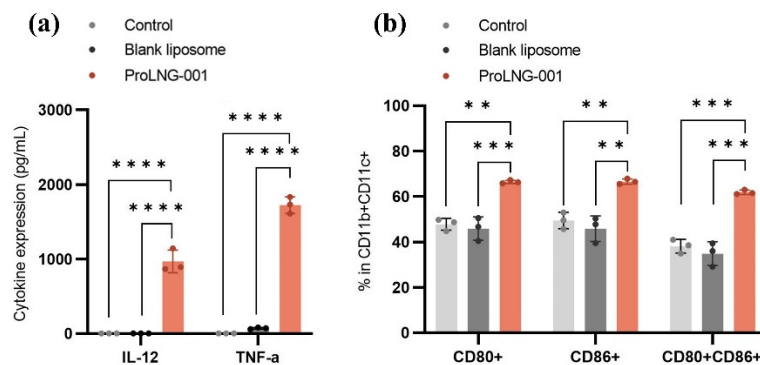 (a)
Control
Blank liposome
ProLNG-001
Cytokine expression (pg/mL)
3000
2000
1000
0
****
****
****
****
IL-12
TNF-a
(b)
Control
Blank liposome
ProLNG-001
% in CD11b+CD11c+
100
80
60
40
20
0
**
***
**
**
***
***
CD80+
CD86+
CD80+CD86+